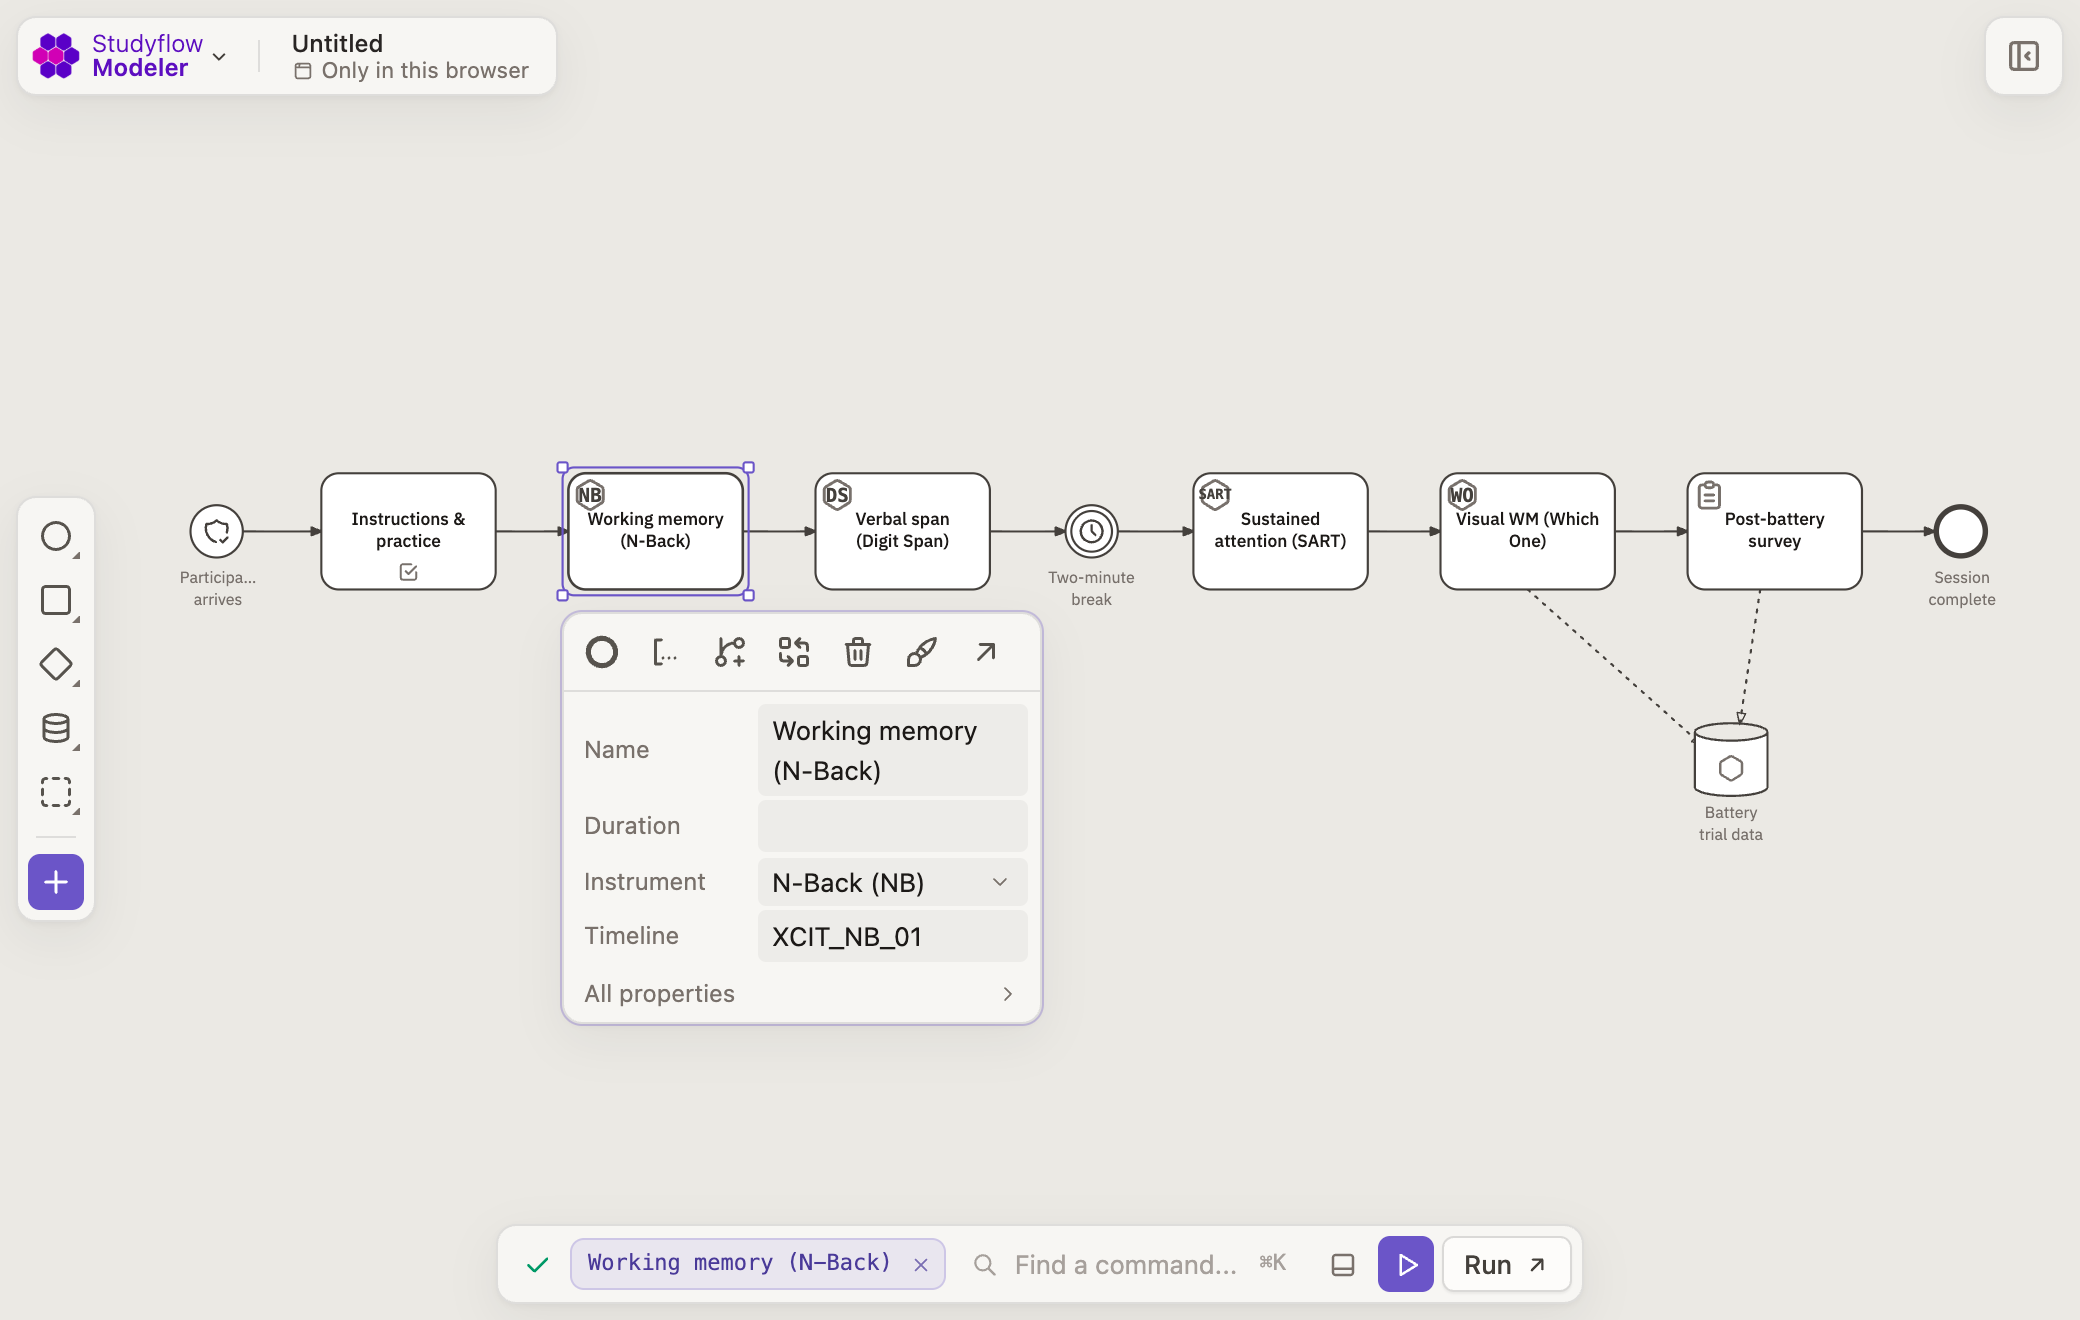 Studyflow
Modeler
Untitled
Only in this browser
Participa...
arrives
Instructions &
practice
NB
Working memory
(N-Back)
DS
Verbal span
(Digit Span)
Two-minute
break
SART
Sustained
attention (SART)
WO
Visual WM (Which
One)
Post-battery
survey
Session
complete
Battery
trial data
Name
Working memory
(N-Back)
Duration
Instrument
N-Back (NB)
Timeline
XCIT_NB_01
All properties
Working memory (N-Back)
Find a command...
⌘K
Run